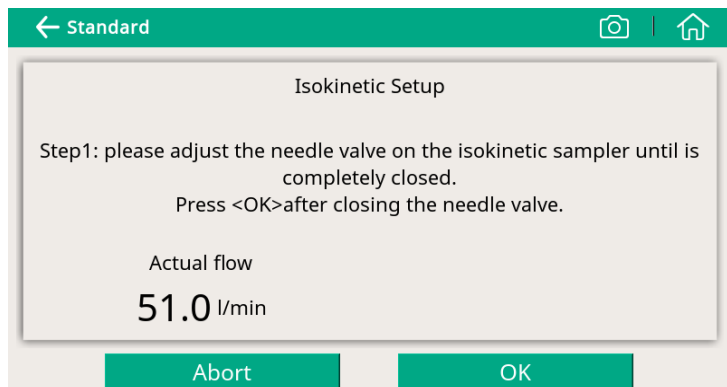 Standard
Isokinetic Setup
Step1: please adjust the needle valve on the isokinetic sampler until is
completely closed.
Press <OK>after closing the needle valve.
Actual flow
51.0 l/min
Abort
OK